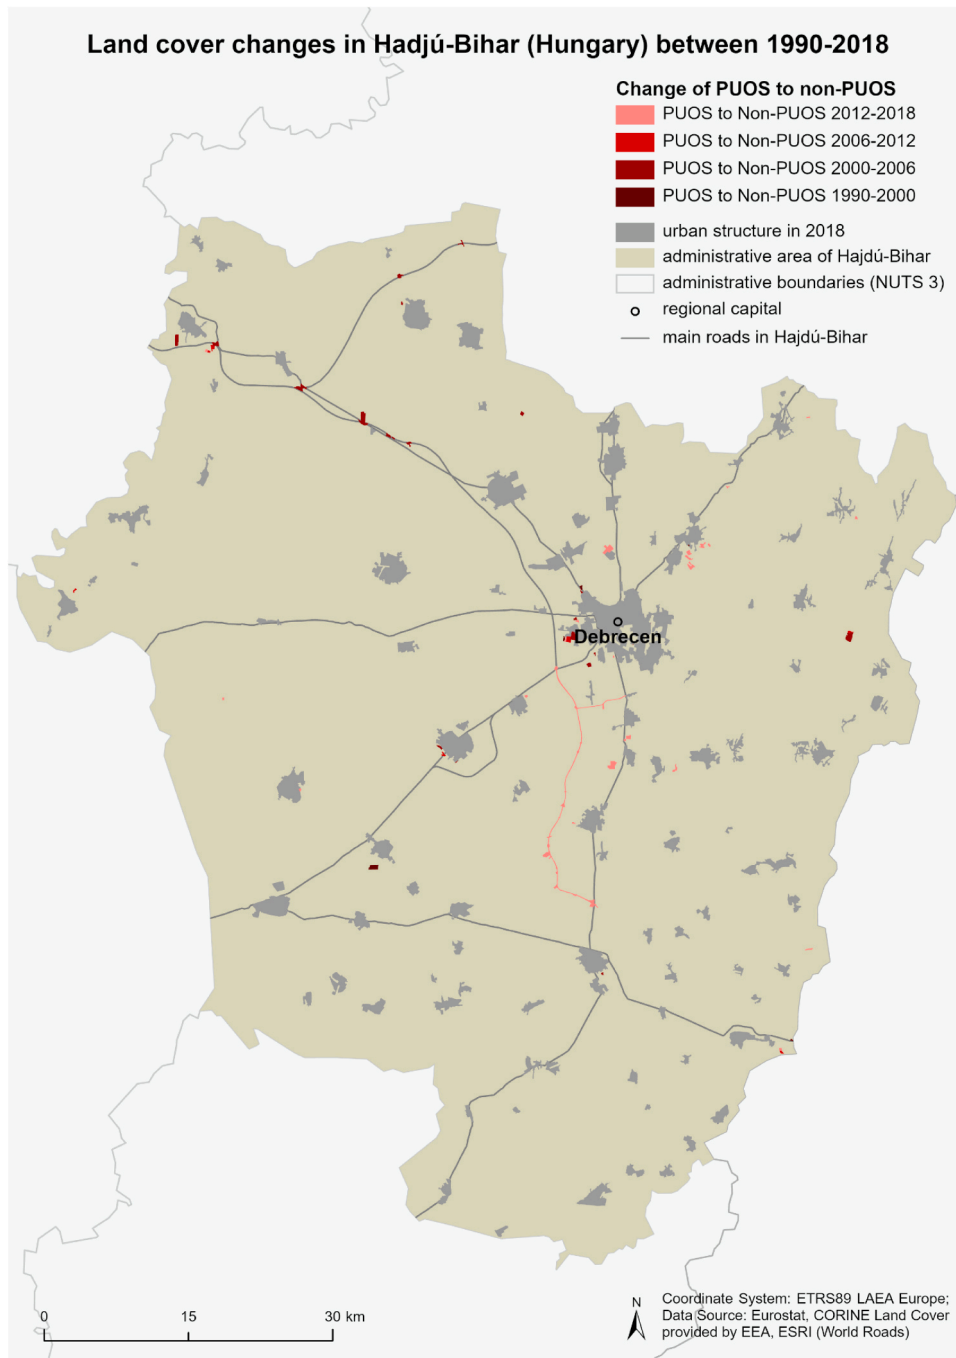 Land cover changes in Hadjú-Bihar (Hungary) between 1990-2018
Change of PUOS to non-PUOS
PUOS to Non-PUOS 2012-2018
PUOS to Non-PUOS 2006-2012
PUOS to Non-PUOS 2000-2006
PUOS to Non-PUOS 1990-2000
urban structure in 2018
administrative area of Hajdú-Bihar
administrative boundaries (NUTS 3)
regional capital
main roads in Hajdú-Bihar
Debrecen
0 15 30 km
N
Coordinate System: ETRS89 LAEA Europe;
Data Source: Eurostat, CORINE Land Cover
provided by EEA, ESRI (World Roads)